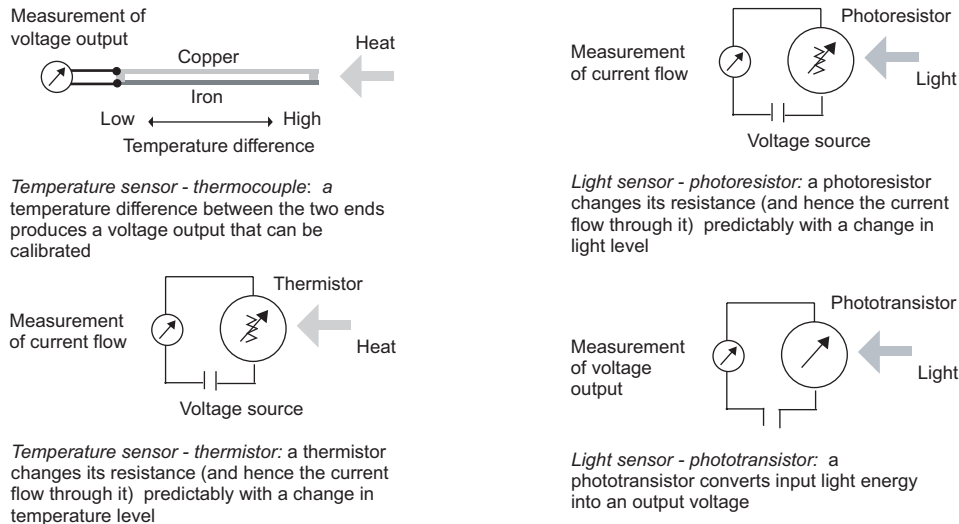 Measurement of
voltage output
Copper
Heat
Iron
Low
High
Temperature difference
Temperature sensor - thermocouple: a
temperature difference between the two ends
produces a voltage output that can be
calibrated
Thermistor
Measurement
of current flow
Heat
Voltage source
Temperature sensor - thermistor: a thermistor
changes its resistance (and hence the current
flow through it) predictably with a change in
temperature level
Photoresistor
Measurement
of current flow
Light
Voltage source
Light sensor - photoresistor: a photoresistor
changes its resistance (and hence the current
flow through it) predictably with a change in
light level
Phototransistor
Measurement
of voltage
output
Light
Light sensor - phototransistor: a
phototransistor converts input light energy
into an output voltage